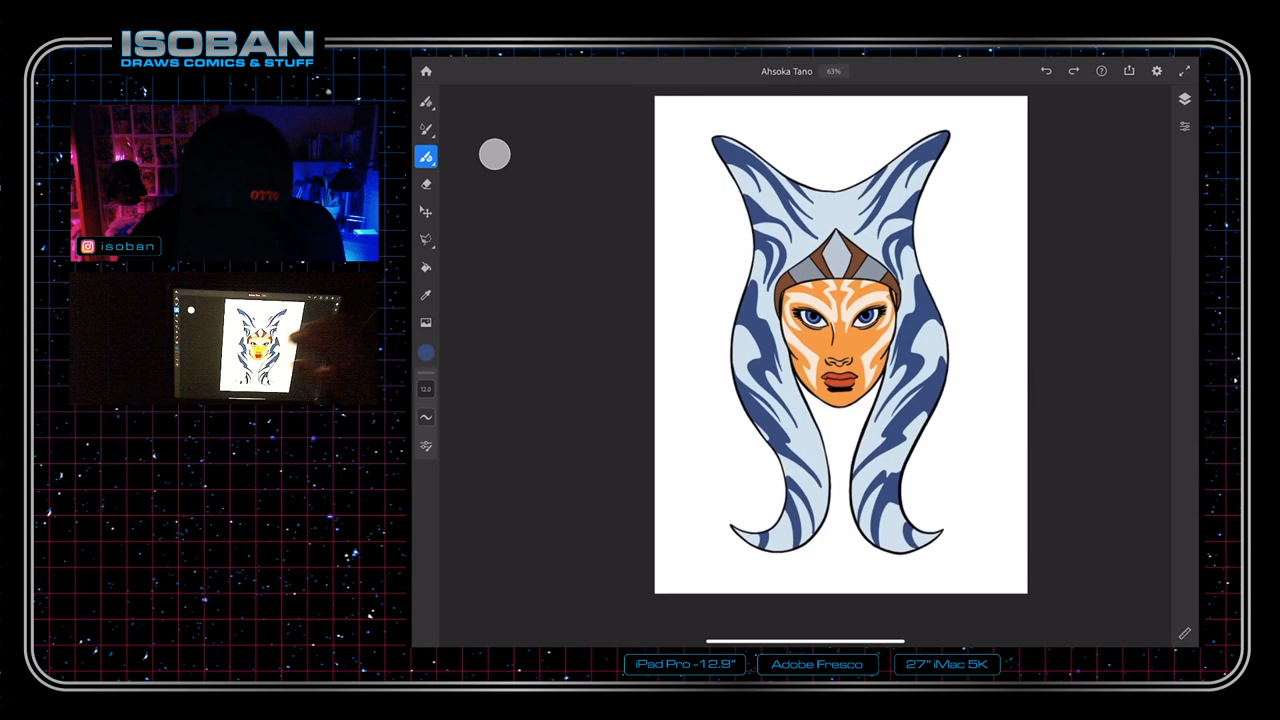 ISOBAN
DRAWS COMICS & STUFF
Ahsoka Tano
63%
OTTO
isoban
12.0
iPad Pro -12.9"
Adobe Fresco
27" iMac 5K